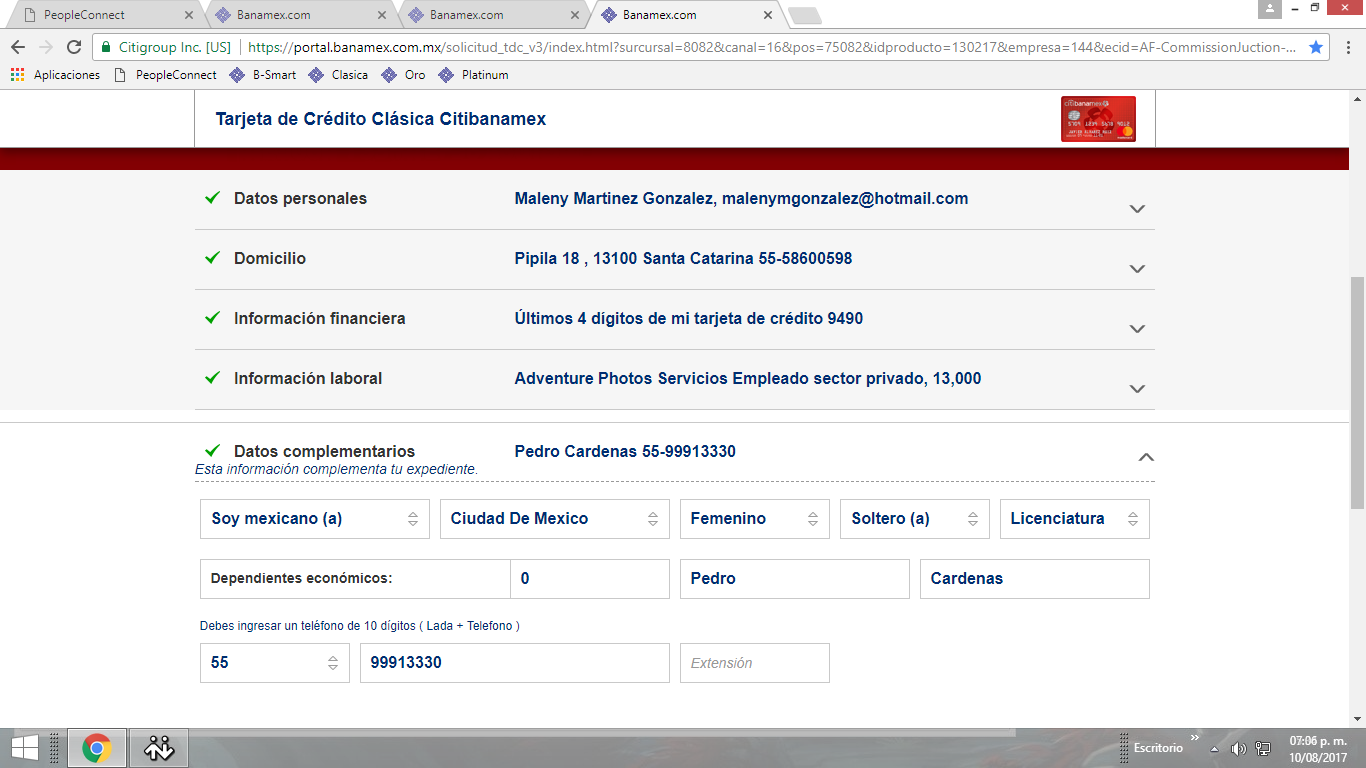 PeopleConnect
Banamex.com
Banamex.com
Banamex.com
Citigroup Inc. [US]
https://portal.banamex.com.mx/solicitud_tdc_v3/index.html?surcursal=8082&canal=16&pos=75082&idproducto=130217&empresa=144&ecid=AF-CommissionJuction-...
Aplicaciones PeopleConnect B-Smart Clasica Oro Platinum
Tarjeta de Crédito Clásica Citibanamex
citibanamex
Datos personales Maleny Martinez Gonzalez, malenymgonzalez@hotmail.com
Domicilio Pipila 18 , 13100 Santa Catarina 55-58600598
Información financiera Últimos 4 dígitos de mi tarjeta de crédito 9490
Información laboral Adventure Photos Servicios Empleado sector privado, 13,000
Datos complementarios Pedro Cardenas 55-99913330
Esta información complementa tu expediente.
Soy mexicano (a) Ciudad De Mexico Femenino Soltero (a) Licenciatura
Dependientes económicos: 0 Pedro Cardenas
Debes ingresar un teléfono de 10 dígitos ( Lada + Telefono )
55 99913330 Extensión
Escritorio
07:06 p. m.
10/08/2017